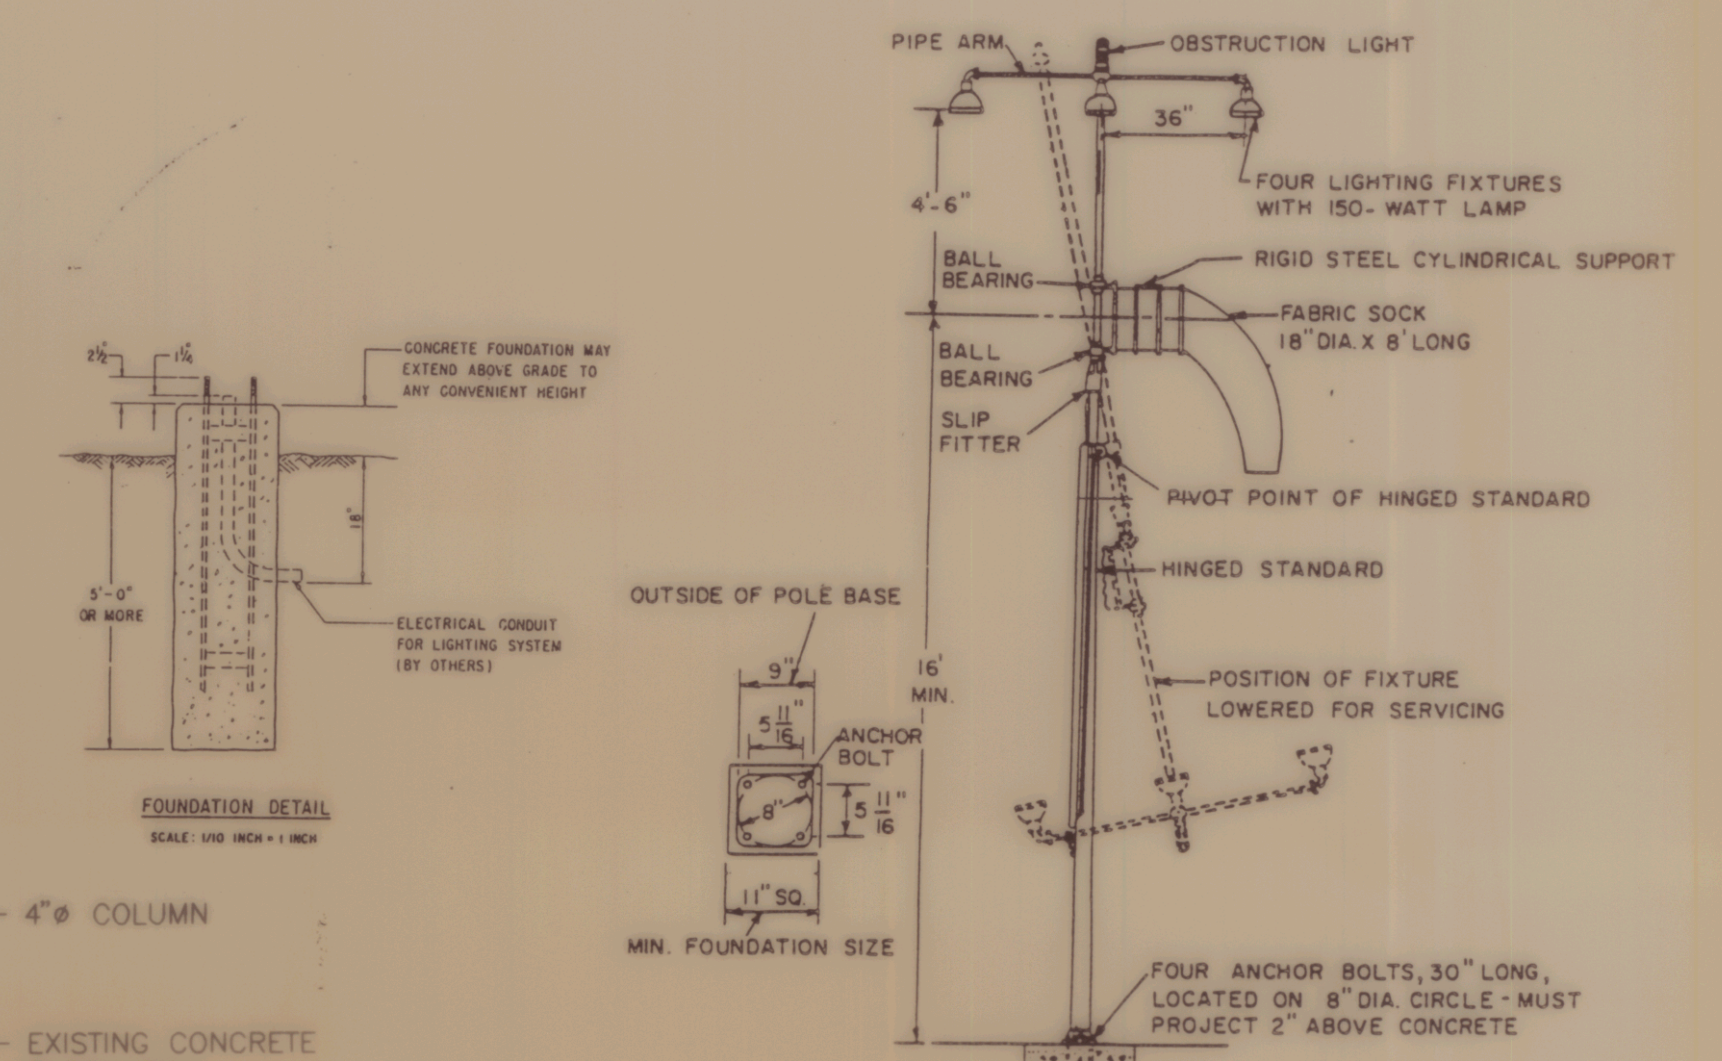 PIPE ARM
OBSTRUCTION LIGHT
36"
4'-6"
FOUR LIGHTING FIXTURES
WITH 150-WATT LAMP
BALL
BEARING
RIGID STEEL CYLINDRICAL SUPPORT
FABRIC SOCK
18" DIA. X 8' LONG
BALL
BEARING
SLIP
FITTER
PIVOT POINT OF HINGED STANDARD
HINGED STANDARD
16'
MIN.
POSITION OF FIXTURE
LOWERED FOR SERVICING
FOUR ANCHOR BOLTS, 30" LONG,
LOCATED ON 8" DIA. CIRCLE - MUST
PROJECT 2" ABOVE CONCRETE
2½"
1¼"
CONCRETE FOUNDATION MAY
EXTEND ABOVE GRADE TO
ANY CONVENIENT HEIGHT
18"
5'-0"
OR MORE
ELECTRICAL CONDUIT
FOR LIGHTING SYSTEM
(BY OTHERS)
FOUNDATION DETAIL
SCALE: 1/10 INCH = 1 INCH
OUTSIDE OF POLE BASE
9"
5 11/16"
ANCHOR
BOLT
8"
5 11/16"
11" SQ.
MIN. FOUNDATION SIZE
- 4"ø COLUMN
- EXISTING CONCRETE